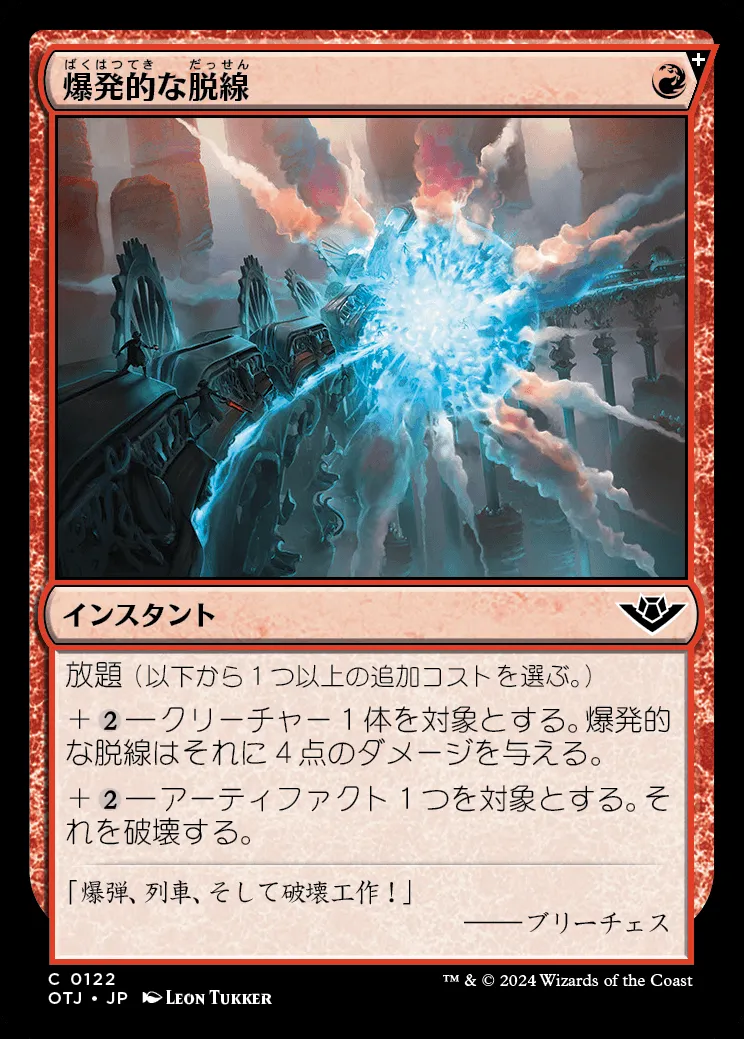 ばくはつてき だっせん
爆発的な脱線
インスタント
放題（以下から１つ以上の追加コストを選ぶ。）
＋２―クリーチャー１体を対象とする。爆発的
な脱線はそれに４点のダメージを与える。
＋２―アーティファクト１つを対象とする。そ
れを破壊する。
「爆弾、列車、そして破壊工作！」
――ブリーチェス
C 0122
OTJ • JP LEON TUKKER
™ & © 2024 Wizards of the Coast